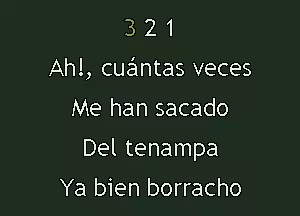 3 2 1
Ah!, cuántas veces
Me han sacado
Del tenampa
Ya bien borracho